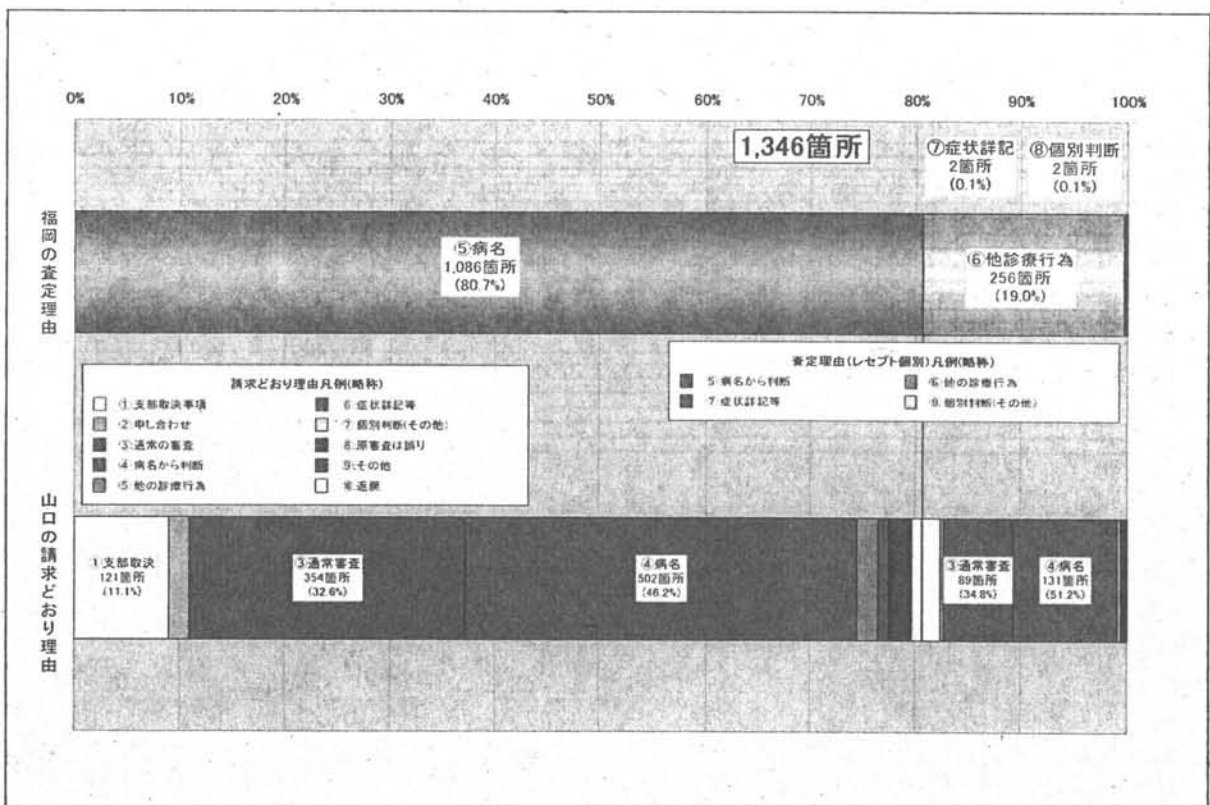 0% 10% 20% 30% 40% 50% 60% 70% 80% 90% 100%
1,346箇所
⑦症状詳記
2箇所
(0.1%)
⑧個別判断
2箇所
(0.1%)
福岡の査定理由
⑤病名
1,086箇所
(80.7%)
⑥他診療行為
256箇所
(19.0%)
査定理由(レセプト個別)凡例(略称)
⑤病名から判断
⑥他の診療行為
⑦症状詳記等
⑧個別判断(その他)
請求どおり理由凡例(略称)
①支部取決事項
②申し合わせ
③通常の審査
④病名から判断
⑤他の診療行為
⑥症状詳記等
⑦個別判断(その他)
⑧原審査は誤り
⑨その他
⑩返戻
山口の請求どおり理由
①支部取決
121箇所
(11.1%)
③通常審査
354箇所
(32.6%)
④病名
502箇所
(46.2%)
③通常審査
89箇所
(34.8%)
④病名
131箇所
(51.2%)